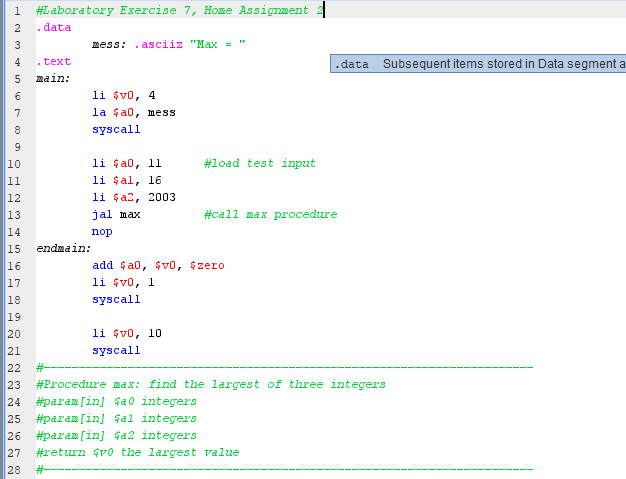 1 #Laboratory Exercise 7, Home Assignment 2
2 .data
3 mess: .asciiz "Max = "
4 .text
.data Subsequent items stored in Data segment a
5 main:
6 li $v0, 4
7 la $a0, mess
8 syscall
9
10 li $a0, 11 #load test input
11 li $a1, 16
12 li $a2, 2003
13 jal max #call max procedure
14 nop
15 endmain:
16 add $a0, $v0, $zero
17 li $v0, 1
18 syscall
19
20 li $v0, 10
21 syscall
22 #----------------------------------------------------------------------
23 #Procedure max: find the largest of three integers
24 #param[in] $a0 integers
25 #param[in] $a1 integers
26 #param[in] $a2 integers
27 #return $v0 the largest value
28 #----------------------------------------------------------------------